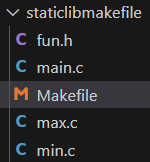 staticlibmakefile
C fun.h
C main.c
M Makefile
C max.c
C min.c